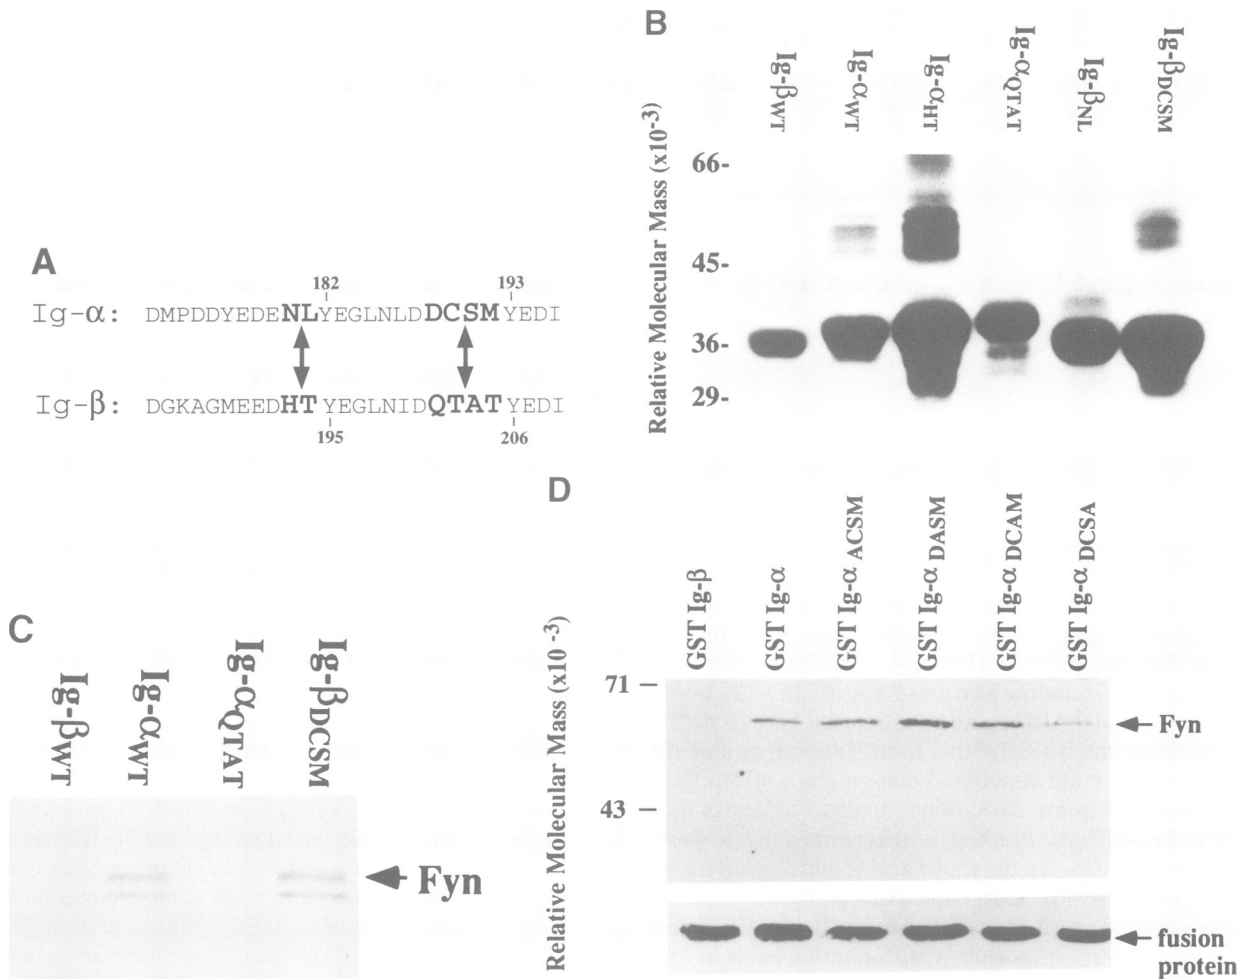 A
182
193
Ig-α: DMPDDYEDENLYEGLNLDDCSMYEDI
Ig-β: DGKAGMEEDHTYEGLNIDQTATYEDI
195
206
B
Relative Molecular Mass (x10-3)
Ig-βWT
Ig-αWT
Ig-αHT
Ig-αQTAT
Ig-βNL
Ig-βDCSM
66-
45-
36-
29-
C
Ig-βWT
Ig-αWT
Ig-αQTAT
Ig-βDCSM
Fyn
D
Relative Molecular Mass (x10 -3)
GST Ig-β
GST Ig-α
GST Ig-α ACSM
GST Ig-α DASM
GST Ig-α DCAM
GST Ig-α DCSA
71
43
Fyn
fusion
protein